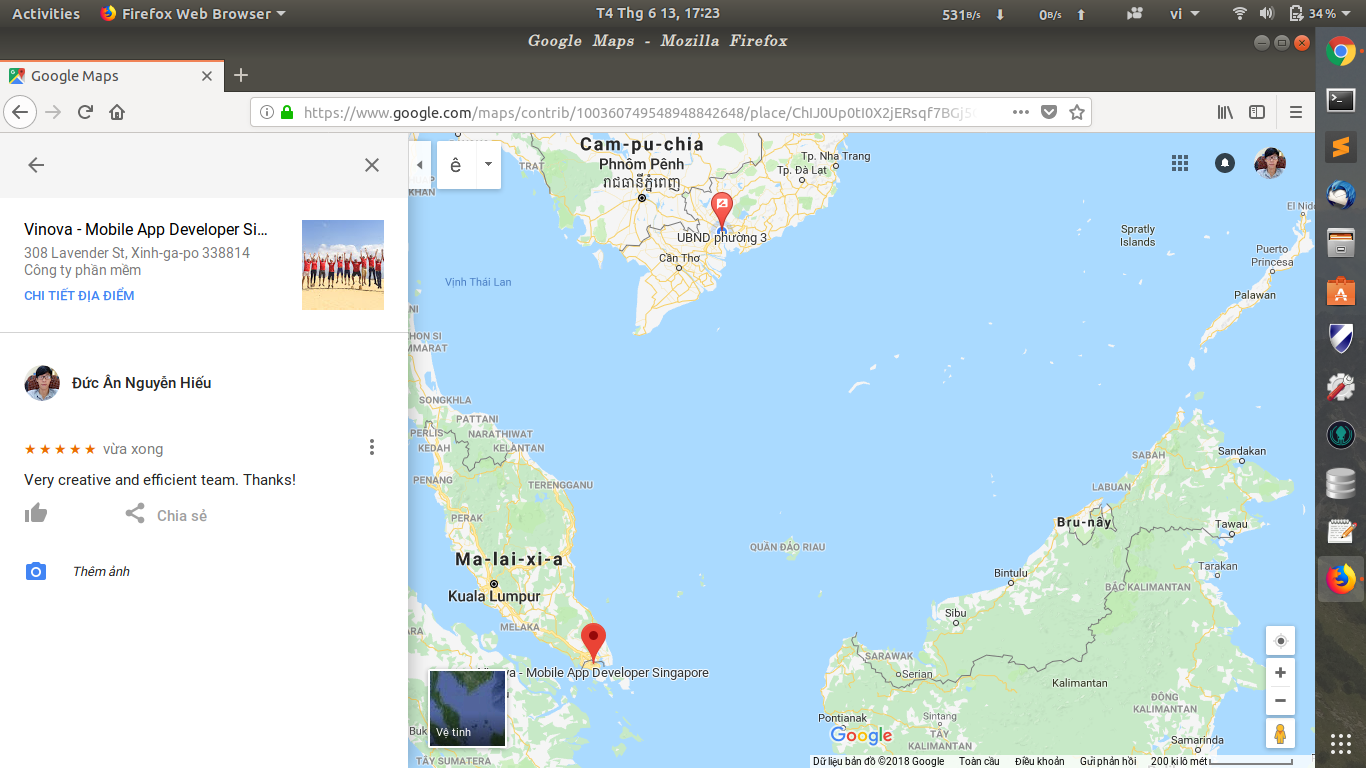 Activities
Firefox Web Browser
T4 Thg 6 13, 17:23
531B/s
0B/s
vi
34%
Google Maps - Mozilla Firefox
Google Maps
https://www.google.com/maps/contrib/100360749548948842648/place/
Vinova - Mobile App Developer Si...
308 Lavender St, Xinh-ga-po 338814
Công ty phần mềm
CHI TIẾT ĐỊA ĐIỂM
Đức Ân Nguyễn Hiếu
vừa xong
Very creative and efficient team. Thanks!
Chia sẻ
Thêm ảnh
ê
Cam-pu-chia
TRAT
Phnôm Pênh
រាជធានីភ្នំពេញ
Tp. Nha Trang
Tp. Đà Lạt
KHAN
UBND phường 3
Cần Thơ
Vịnh Thái Lan
Spratly
Islands
El Nido
Puerto
Princesa
Palawan
HON SI
MMARAT
SONGKHLA
PATTANI
PERLIS
NARATHIWAT
KEDAH
KELANTAN
PENANG
TERENGGANU
PERAK
Ma-lai-xi-a
Kuala Lumpur
MELAKA
QUẦN ĐẢO RIAU
SABAH
Sandakan
LABUAN
Bru-nây
Tawau
Tarakan
Bintulu
BẮC KALIMANTAN
Sibu
SARAWAK
Serian
Kalimantan
ĐÔNG
KALIMANTAN
Pontianak
Sintang
TÂY
KALIMANTAN
Samarinda
Vinova - Mobile App Developer Singapore
Vệ tinh
Buk
TÂY SUMATERA
Google
Dữ liệu bản đồ ©2018 Google
Toàn cầu
Điều khoản
Gửi phản hồi
200 ki lô mét